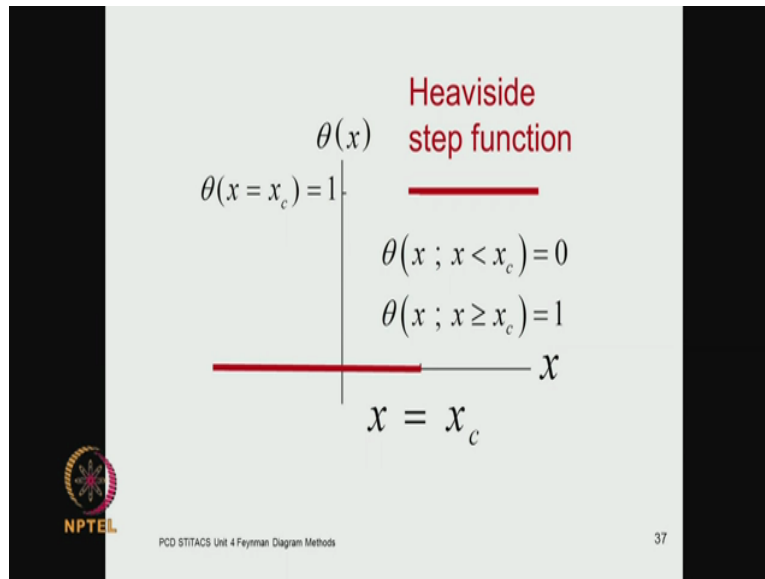 Heaviside
step function
θ(x)
θ(x = x_c) = 1
θ(x ; x < x_c) = 0
θ(x ; x ≥ x_c) = 1
x
x = x_c
NPTEL
PCD STiTACS Unit 4 Feynman Diagram Methods
37